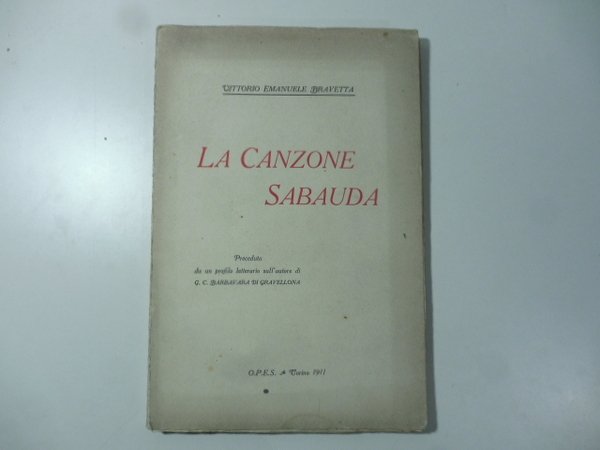 VITTORIO EMANUELE BRAVETTA
LA CANZONE
SABAUDA
Preceduta
da un profilo letterario sull'autore di
G. C. BARBAVARA DI GRAVELLONA
O.P.E.S. Torino 1911